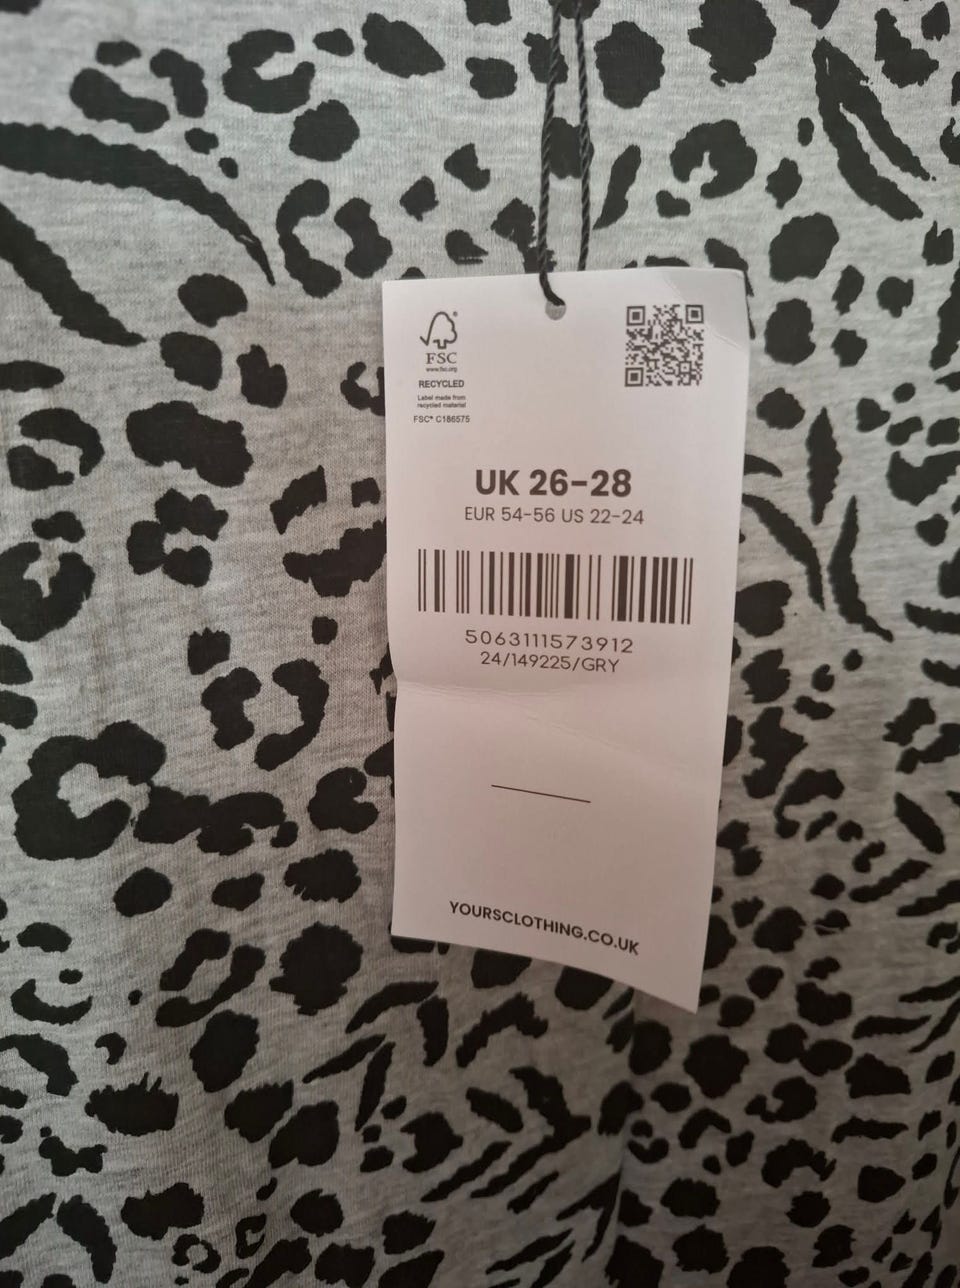 FSC®
www.fsc.org
RECYCLED
Label made from
recycled material
FSC® C186575
UK 26-28
EUR 54-56 US 22-24
5063111573912
24/149225/GRY
YOURSCLOTHING.CO.UK